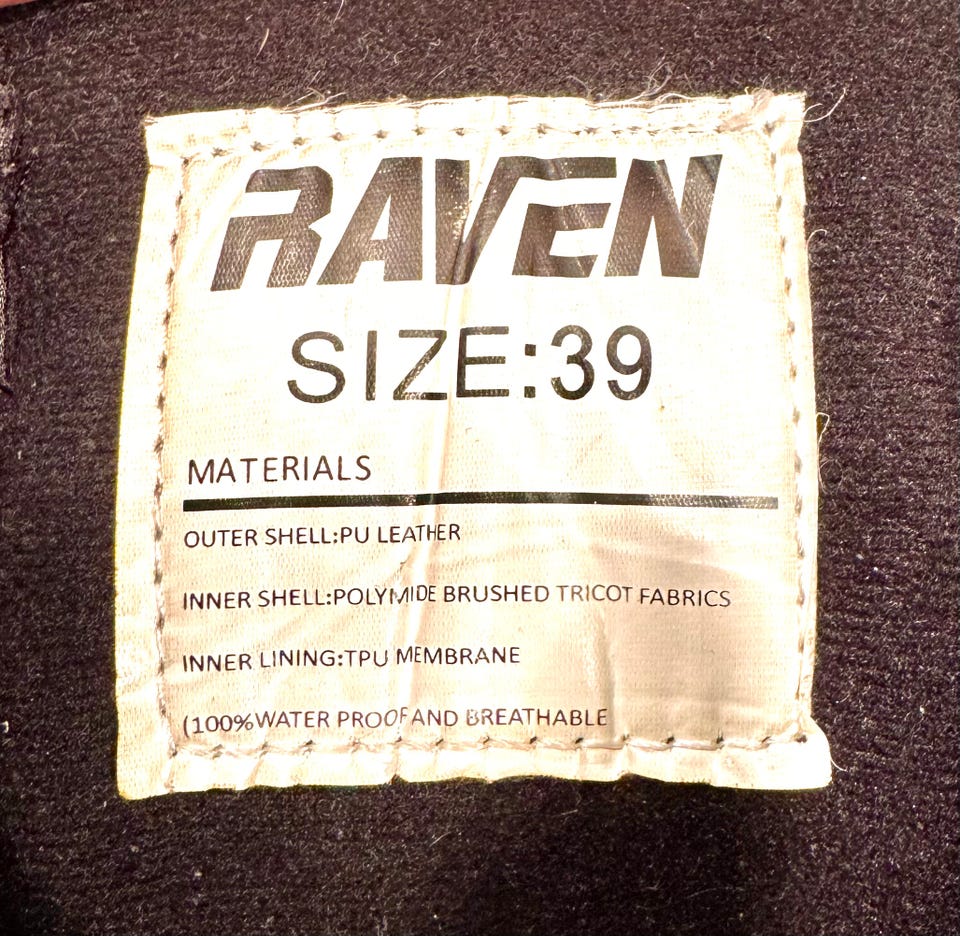 RAVEN
SIZE:39
MATERIALS
OUTER SHELL:PU LEATHER
INNER SHELL:POLYMIDE BRUSHED TRICOT FABRICS
INNER LINING:TPU MEMBRANE
(100%WATER PROOF AND BREATHABLE